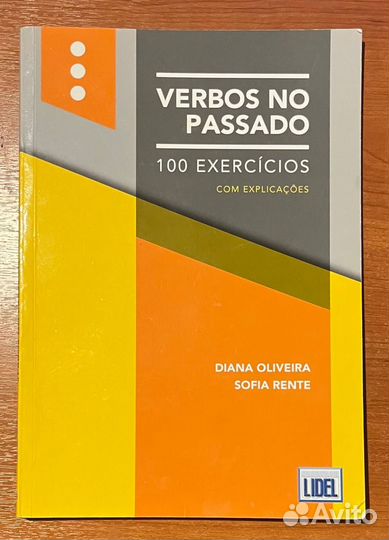 VERBOS NO
PASSADO
100 EXERCÍCIOS
COM EXPLICAÇÕES
DIANA OLIVEIRA
SOFIA RENTE
LIDEL
Avito